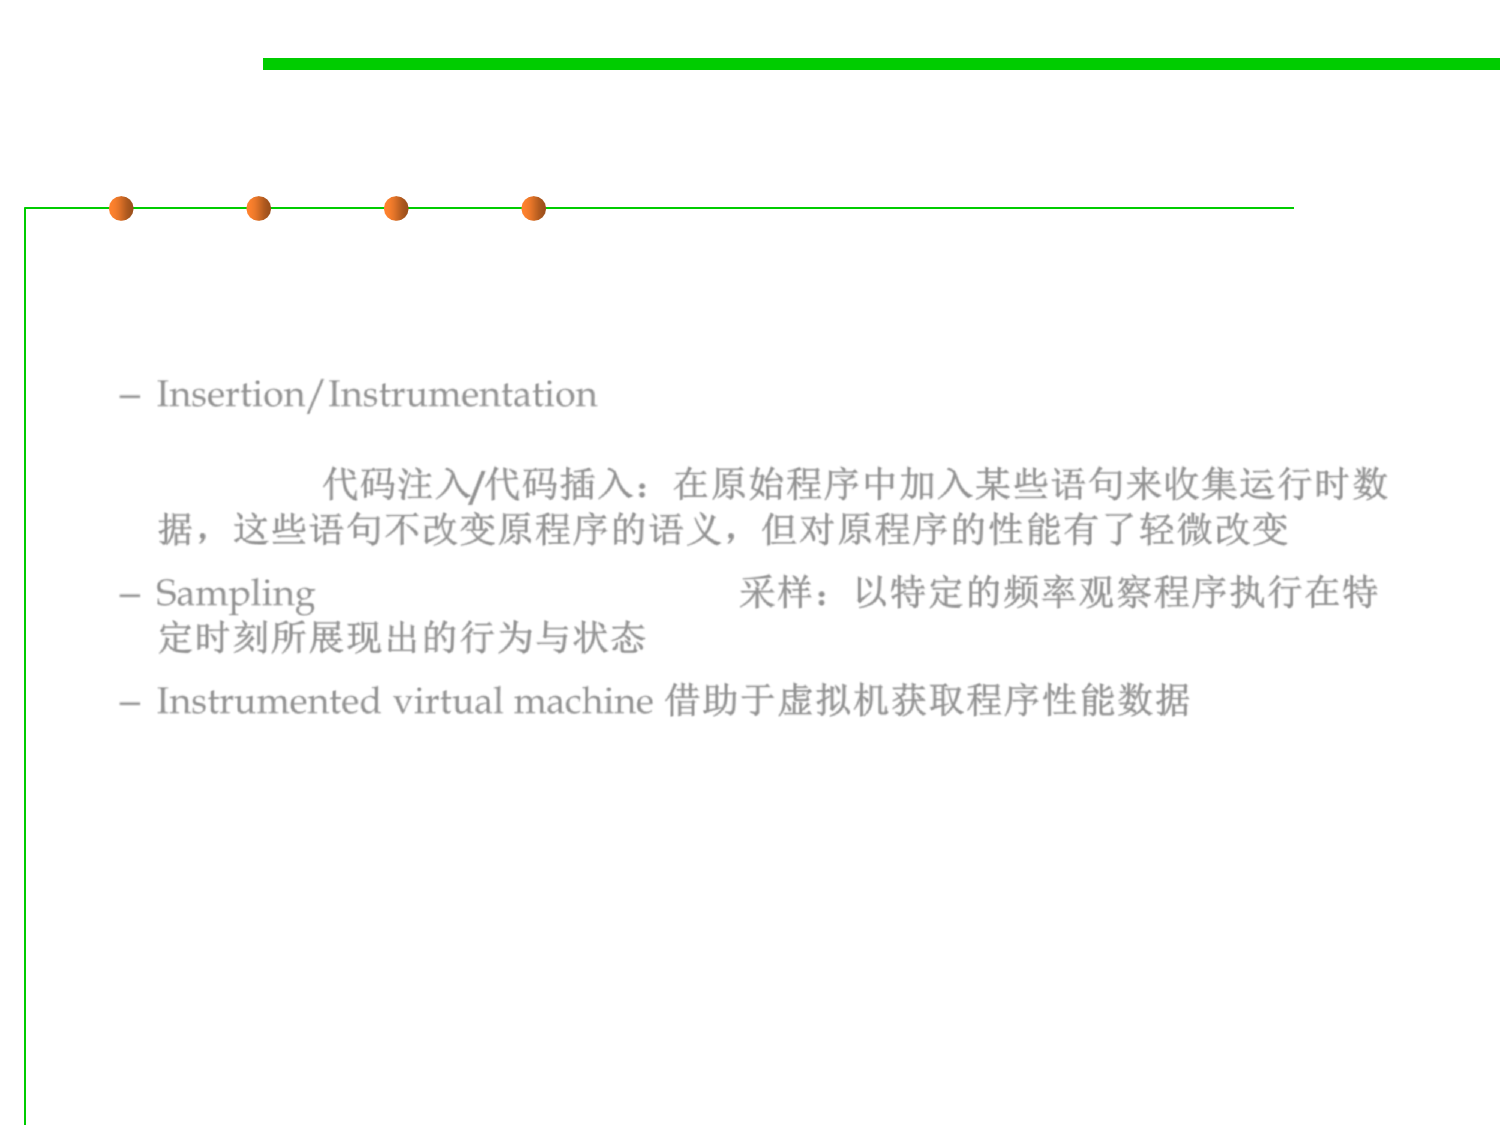 – Insertion/Instrumentation
代码注入/代码插入：在原始程序中加入某些语句来收集运行时数
据，这些语句不改变原程序的语义，但对原程序的性能有了轻微改变
– Sampling 采样：以特定的频率观察程序执行在特
定时刻所展现出的行为与状态
– Instrumented virtual machine 借助于虚拟机获取程序性能数据